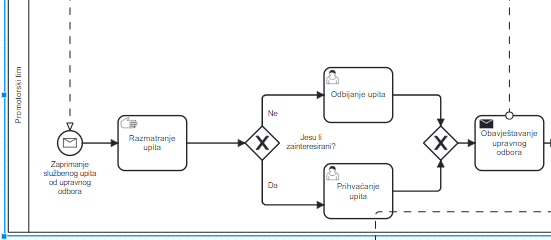 Promotorski tim
Zaprimanje
službenog upita
od upravnog
odbora
Razmatranje
upita
Ne
Da
Jesu li
zainteresirani?
Odbijanje upita
Prihvaćanje
upita
Obavještavanje
upravnog
odbora